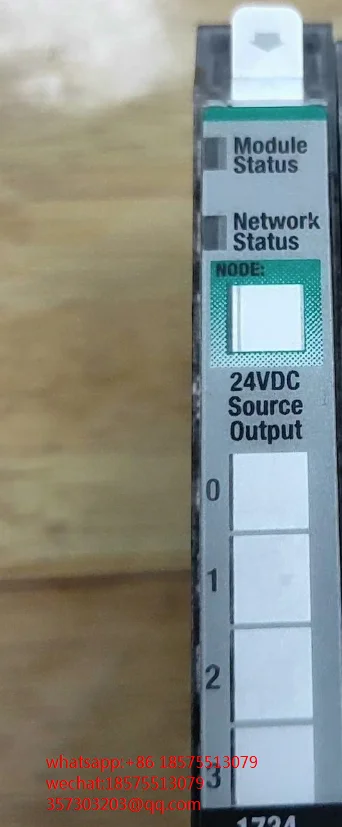 Module
Status
Network
Status
NODE:
24VDC
Source
Output
0
1
2
3
whatsapp:+86 18575513079
wechat:18575513079
357303203@qq.com
1734